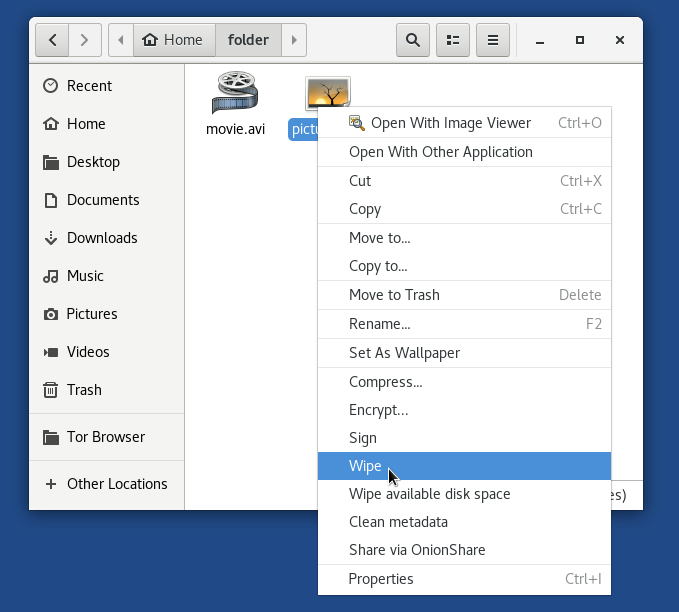 Home folder
Recent
Home
Desktop
Documents
Downloads
Music
Pictures
Videos
Trash
Tor Browser
+ Other Locations
movie.avi
Open With Image Viewer Ctrl+O
Open With Other Application
Cut Ctrl+X
Copy Ctrl+C
Move to...
Copy to...
Move to Trash Delete
Rename... F2
Set As Wallpaper
Compress...
Encrypt...
Sign
Wipe
Wipe available disk space
Clean metadata
Share via OnionShare
Properties Ctrl+I